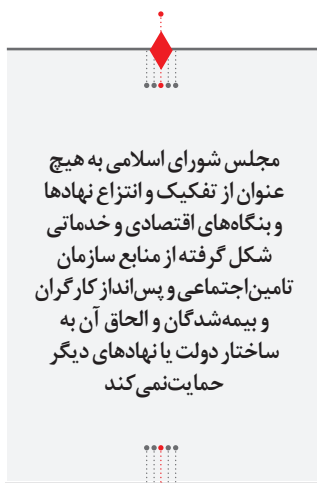 مجلس شورای اسلامی به هیچ
عنوان از تفکیک و انتزاع نهادها
و بنگاه‌های اقتصادی و خدماتی
شکل گرفته از منابع سازمان
تامین‌اجتماعی و پس‌انداز کارگران
و بیمه‌شدگان و الحاق آن به
ساختار دولت یا نهادهای دیگر
حمایت‌نمی‌کند